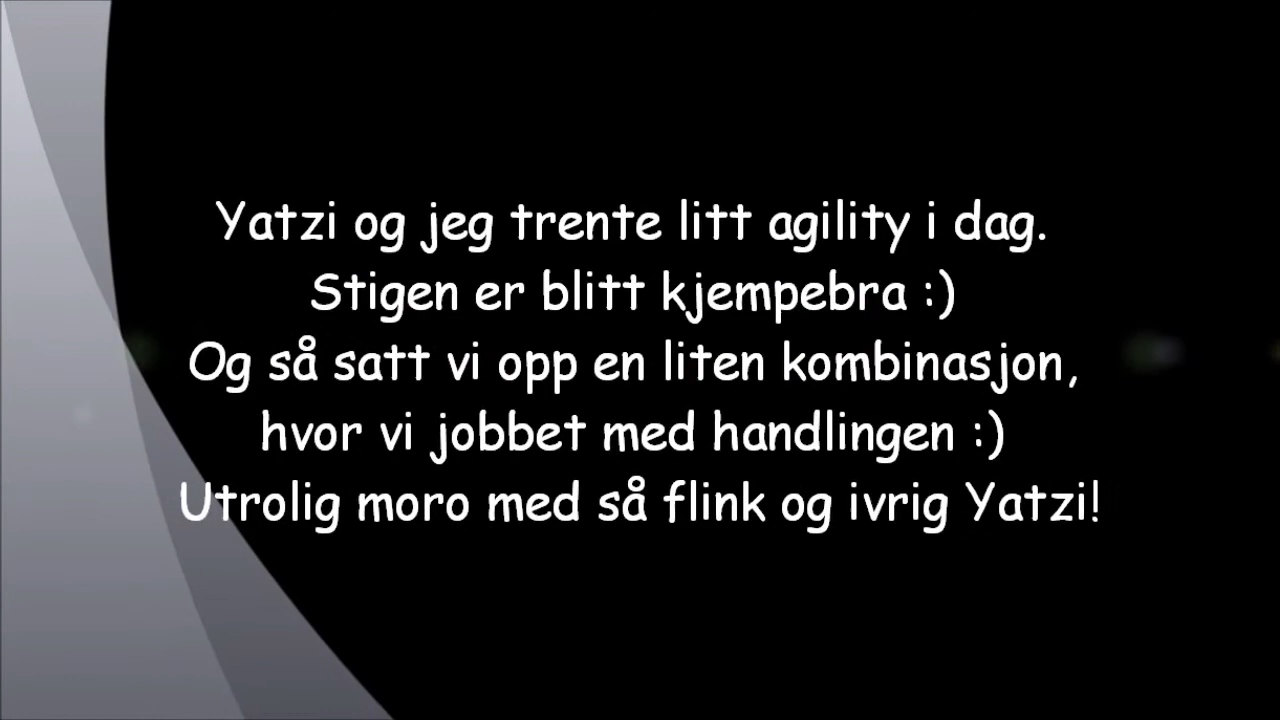 Yatzi og jeg trente litt agility i dag.
Stigen er blitt kjempebra :)
Og så satt vi opp en liten kombinasjon,
hvor vi jobbet med handlingen :)
Utrolig moro med så flink og ivrig Yatzi!